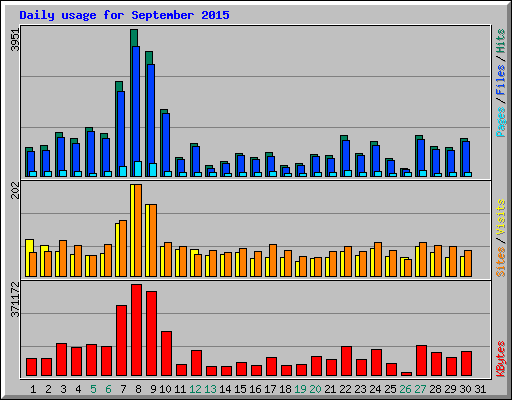 Daily usage for September 2015
3951
Pages / Files / Hits
202
Sites / Visits
371172
KBytes
1 2 3 4 5 6 7 8 9 10 11 12 13 14 15 16 17 18 19 20 21 22 23 24 25 26 27 28 29 30 31